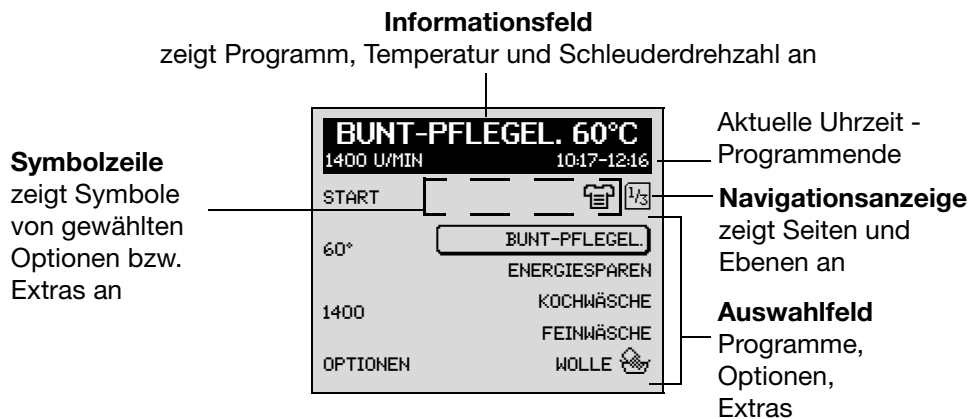 Informationsfeld
zeigt Programm, Temperatur und Schleuderdrehzahl an
Symbolzeile
zeigt Symbole
von gewählten
Optionen bzw.
Extras an
BUNT-PFLEGEL. 60°C
1400 U/MIN 10:17-12:16
START 1/3
60° BUNT-PFLEGEL.
ENERGIESPAREN
1400 KOCHWÄSCHE
FEINWÄSCHE
OPTIONEN WOLLE
Aktuelle Uhrzeit -
Programmende
Navigationsanzeige
zeigt Seiten und
Ebenen an
Auswahlfeld
Programme,
Optionen,
Extras